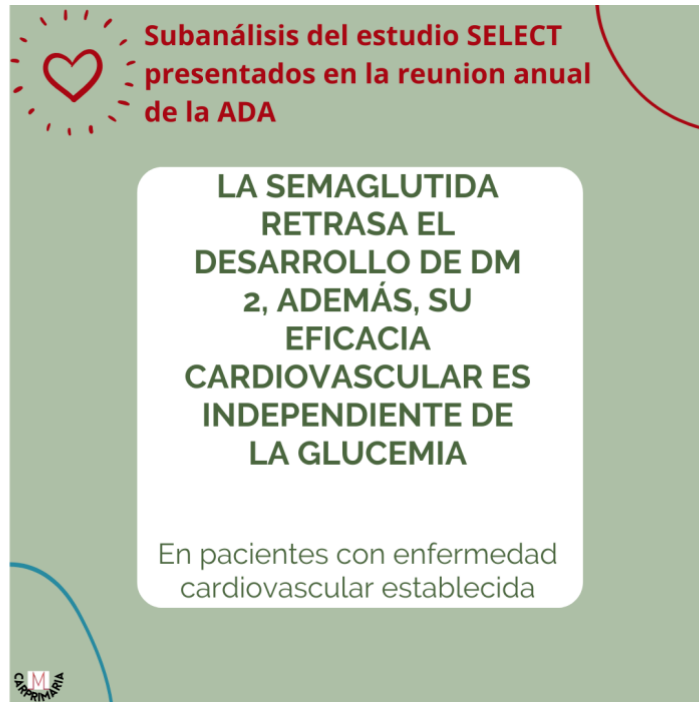 Subanálisis del estudio SELECT
presentados en la reunion anual
de la ADA
LA SEMAGLUTIDA
RETRASA EL
DESARROLLO DE DM
2, ADEMÁS, SU
EFICACIA
CARDIOVASCULAR ES
INDEPENDIENTE DE
LA GLUCEMIA
En pacientes con enfermedad
cardiovascular establecida
M
CARPRIMARIA